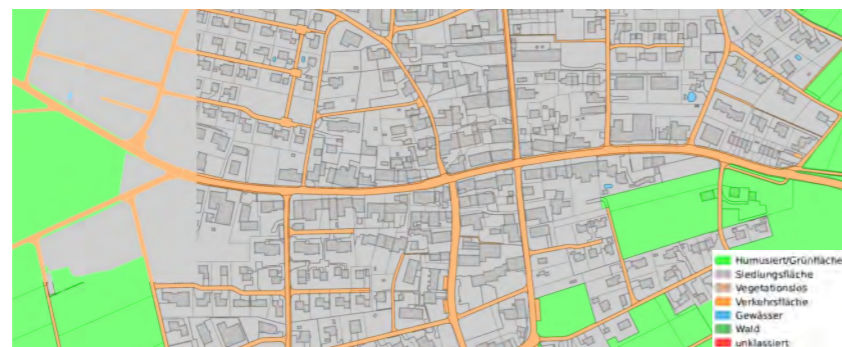 Humusiert/Grünfläche
Siedlungsfläche
Vegetationslos
Verkehrsfläche
Gewässer
Wald
unklassiert